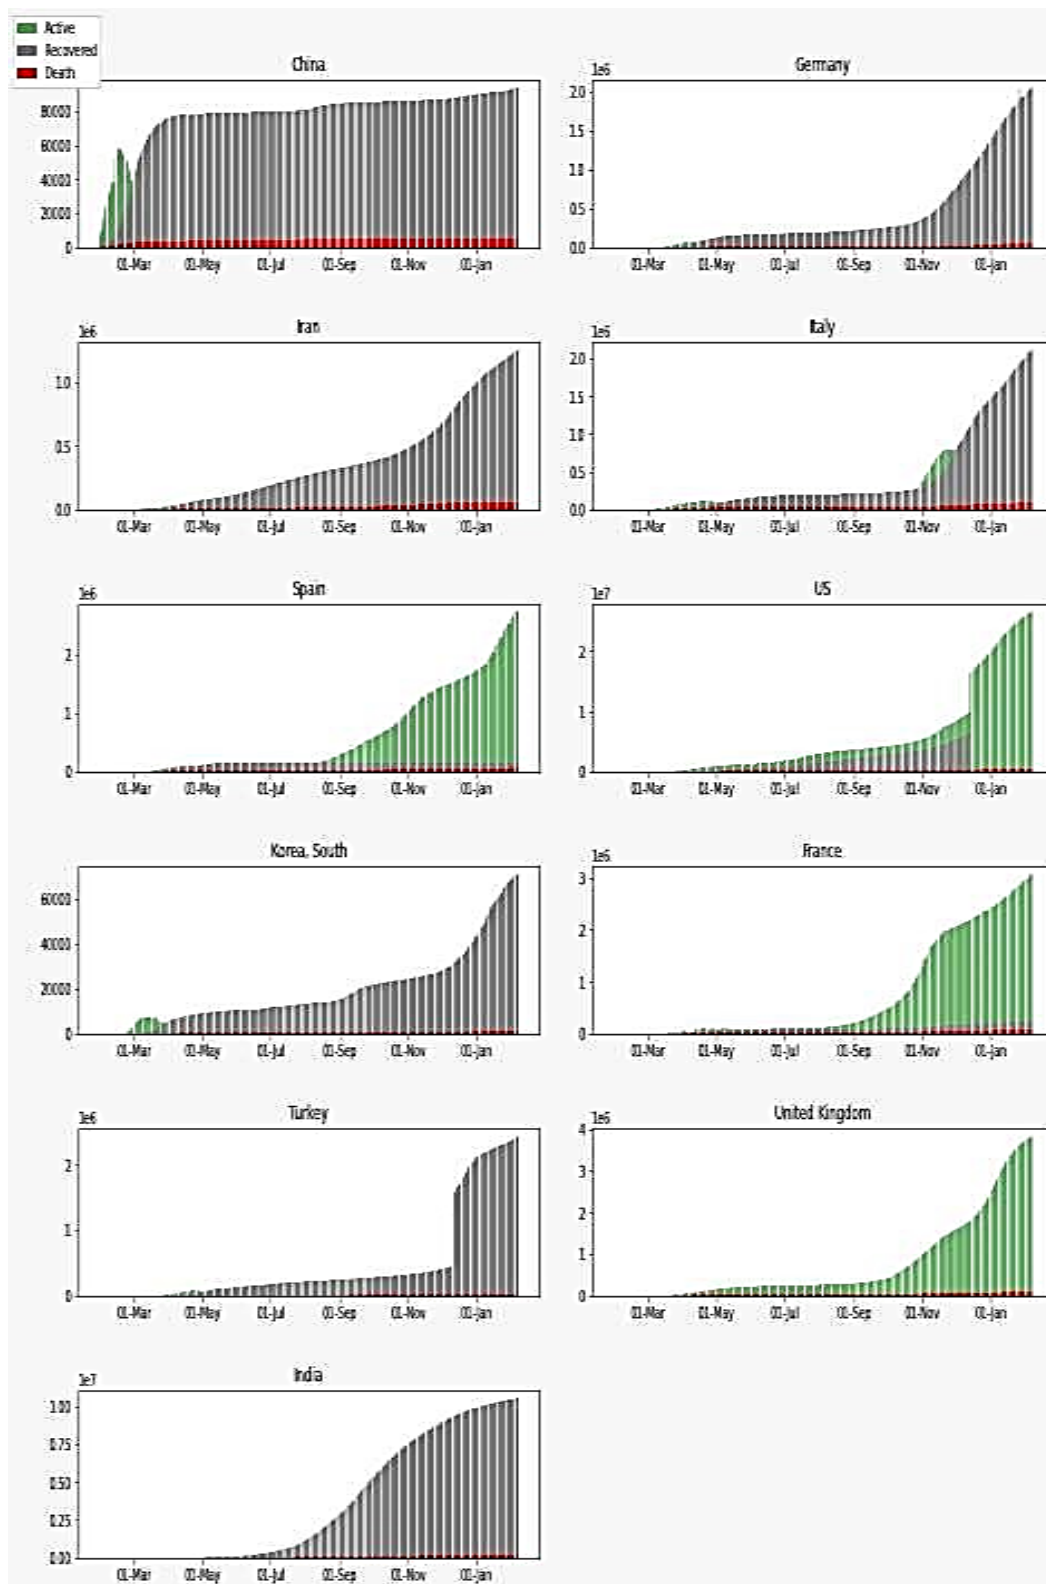 Active
Recovered
Death
China
80000
60000
40000
20000
0
01-Mar 01-May 01-Jul 01-Sep 01-Nov 01-Jan
Germany
1e6
2.0
1.5
1.0
0.5
0.0
01-Mar 01-May 01-Jul 01-Sep 01-Nov 01-Jan
Iran
1e6
1.0
0.5
0.0
01-Mar 01-May 01-Jul 01-Sep 01-Nov 01-Jan
Italy
1e6
2.0
1.5
1.0
0.5
0.0
01-Mar 01-May 01-Jul 01-Sep 01-Nov 01-Jan
Spain
1e6
2
1
0
01-Mar 01-May 01-Jul 01-Sep 01-Nov 01-Jan
US
1e7
2
1
0
01-Mar 01-May 01-Jul 01-Sep 01-Nov 01-Jan
Korea, South
60000
40000
20000
0
01-Mar 01-May 01-Jul 01-Sep 01-Nov 01-Jan
France
1e6
3
2
1
0
01-Mar 01-May 01-Jul 01-Sep 01-Nov 01-Jan
Turkey
1e6
2
1
0
01-Mar 01-May 01-Jul 01-Sep 01-Nov 01-Jan
United Kingdom
1e6
4
3
2
1
0
01-Mar 01-May 01-Jul 01-Sep 01-Nov 01-Jan
India
1e7
1.00
0.75
0.50
0.25
0.00
01-Mar 01-May 01-Jul 01-Sep 01-Nov 01-Jan